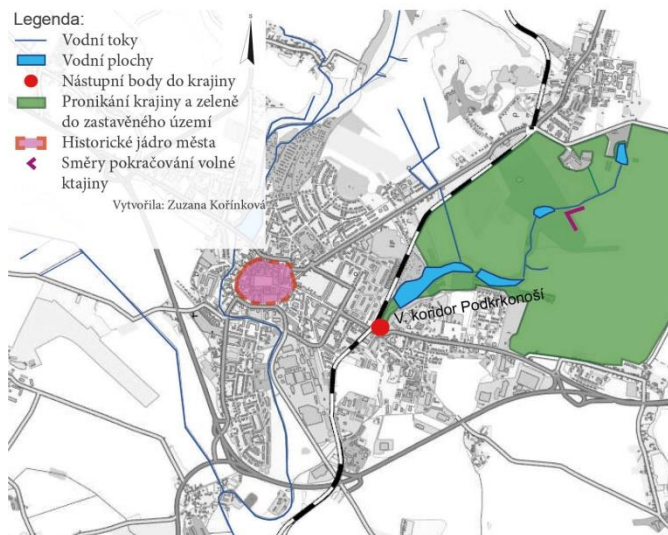 Legenda:
Vodní toky
Vodní plochy
Nástupní body do krajiny
Pronikání krajiny a zeleně
do zastavěného území
Historické jádro města
Směry pokračování volné
ktajiny
Vytvořila: Zuzana Kořínková
V. koridor Podkrkonoší